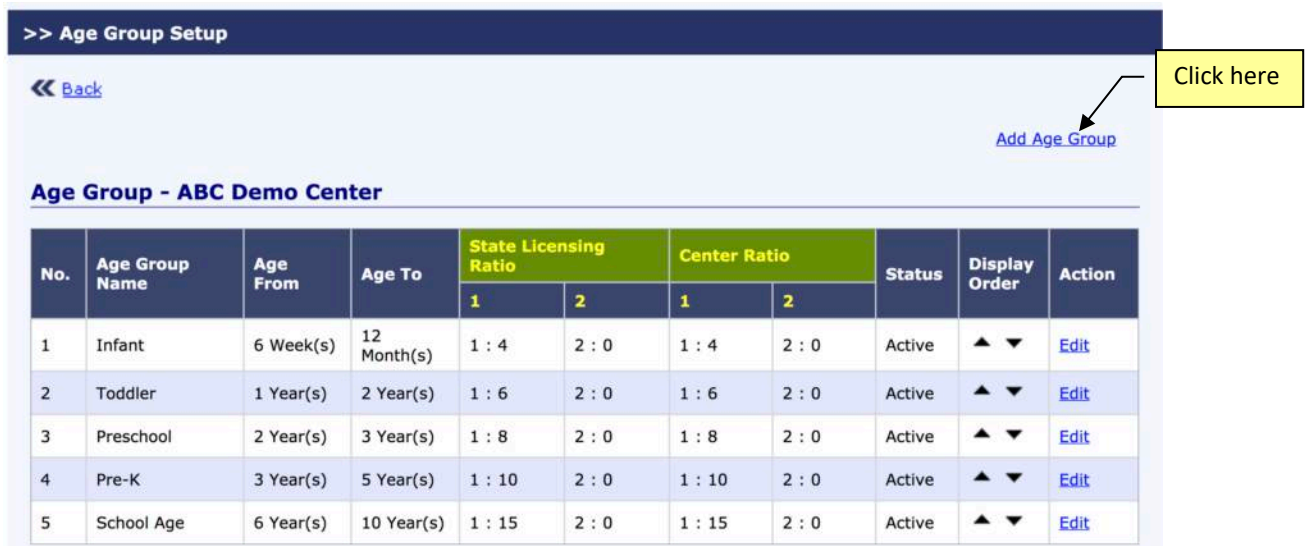 >> Age Group Setup
Back
Click here
Add Age Group
Age Group - ABC Demo Center
No. Age Group Name Age From Age To State Licensing Ratio Center Ratio Status Display Order Action
1 2 1 2
1 Infant 6 Week(s) 12 Month(s) 1 : 4 2 : 0 1 : 4 2 : 0 Active Edit
2 Toddler 1 Year(s) 2 Year(s) 1 : 6 2 : 0 1 : 6 2 : 0 Active Edit
3 Preschool 2 Year(s) 3 Year(s) 1 : 8 2 : 0 1 : 8 2 : 0 Active Edit
4 Pre-K 3 Year(s) 5 Year(s) 1 : 10 2 : 0 1 : 10 2 : 0 Active Edit
5 School Age 6 Year(s) 10 Year(s) 1 : 15 2 : 0 1 : 15 2 : 0 Active Edit